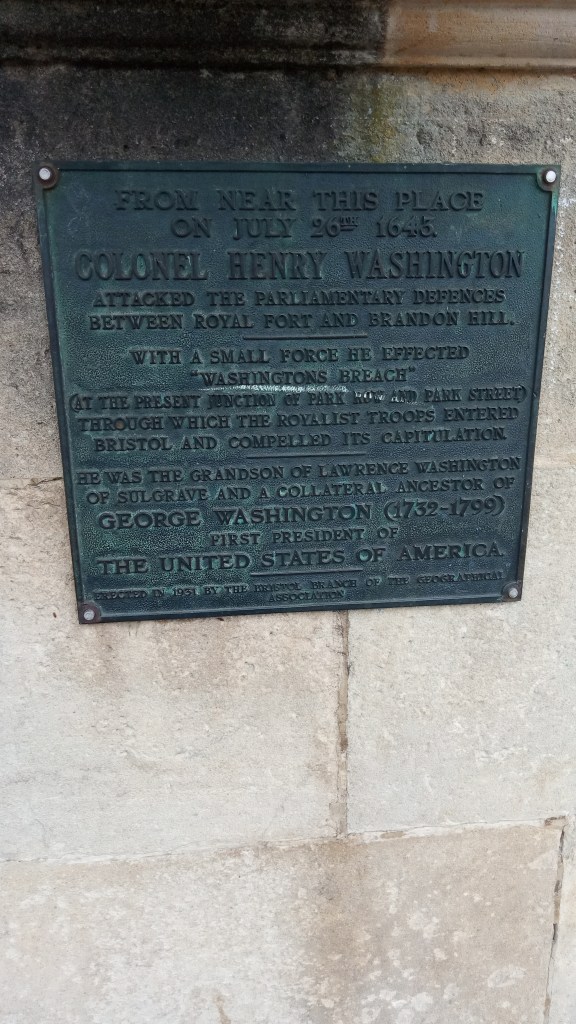 FROM NEAR THIS PLACE
ON JULY 26TH 1643.
COLONEL HENRY WASHINGTON
ATTACKED THE PARLIAMENTARY DEFENCES
BETWEEN ROYAL FORT AND BRANDON HILL.
WITH A SMALL FORCE HE EFFECTED
"WASHINGTONS BREACH"
(AT THE PRESENT JUNCTION OF PARK ROW AND PARK STREET)
THROUGH WHICH THE ROYALIST TROOPS ENTERED
BRISTOL AND COMPELLED ITS CAPITULATION.
HE WAS THE GRANDSON OF LAWRENCE WASHINGTON
OF SULGRAVE AND A COLLATERAL ANCESTOR OF
GEORGE WASHINGTON (1732-1799)
FIRST PRESIDENT OF
THE UNITED STATES OF AMERICA.
ERECTED IN 1931 BY THE BRISTOL BRANCH OF THE GEOGRAPHICAL
ASSOCIATION